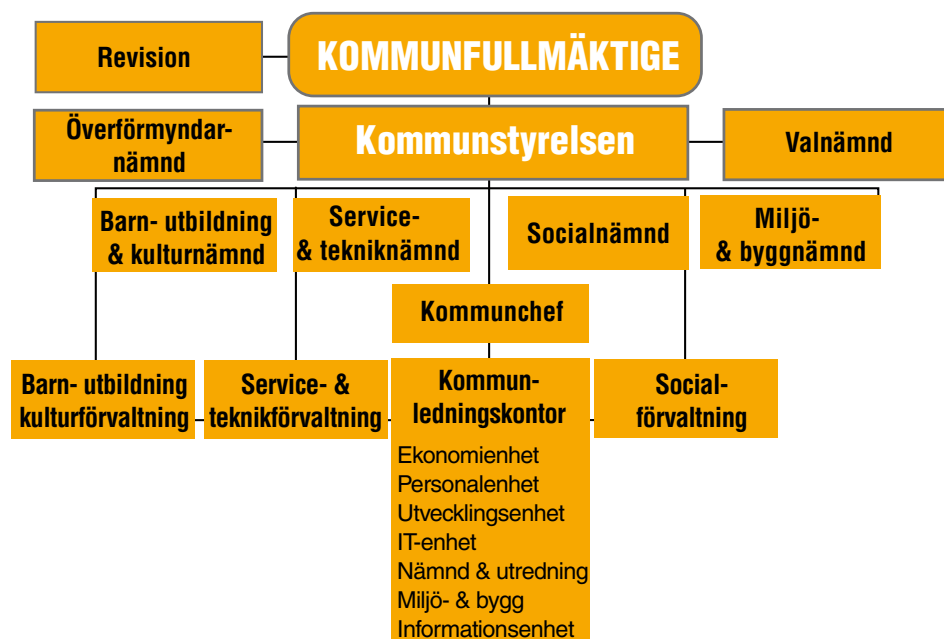 Revision
KOMMUNFULLMÄKTIGE
Överförmyndar-
nämnd
Kommunstyrelsen
Valnämnd
Barn- utbildning
& kulturnämnd
Service-
& tekniknämnd
Socialnämnd
Miljö-
& byggnämnd
Kommunchef
Barn- utbildning
kulturförvaltning
Service- &
teknikförvaltning
Kommun-
ledningskontor
Ekonomienhet
Personalenhet
Utvecklingsenhet
IT-enhet
Nämnd & utredning
Miljö- & bygg
Informationsenhet
Social-
förvaltning